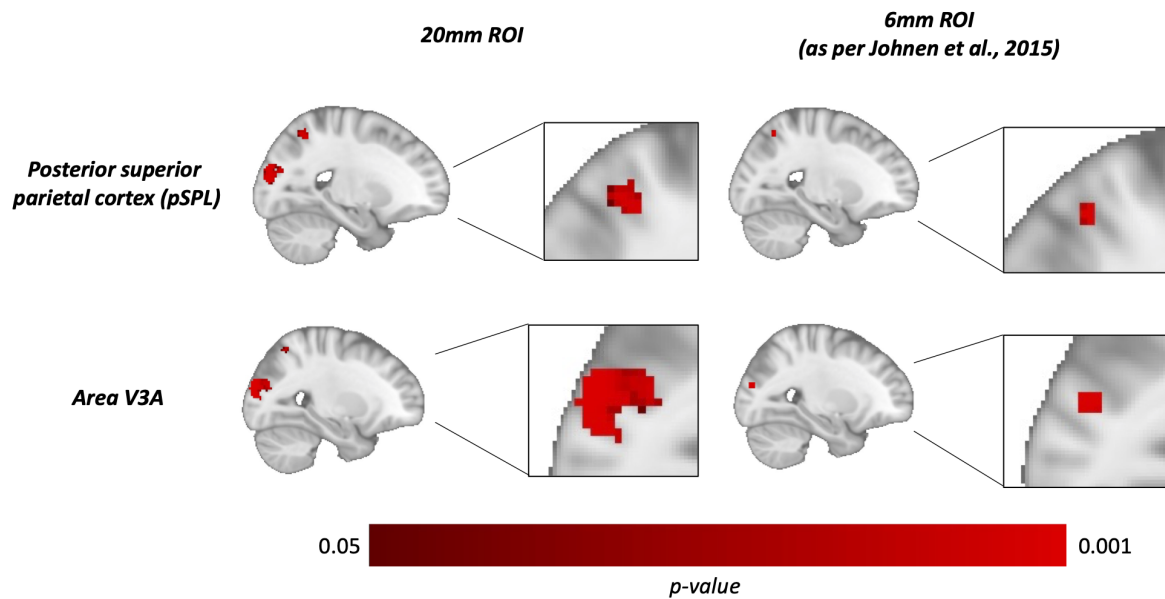 20mm ROI
6mm ROI
(as per Johnen et al., 2015)
Posterior superior
parietal cortex (pSPL)
Area V3A
0.05
0.001
p-value